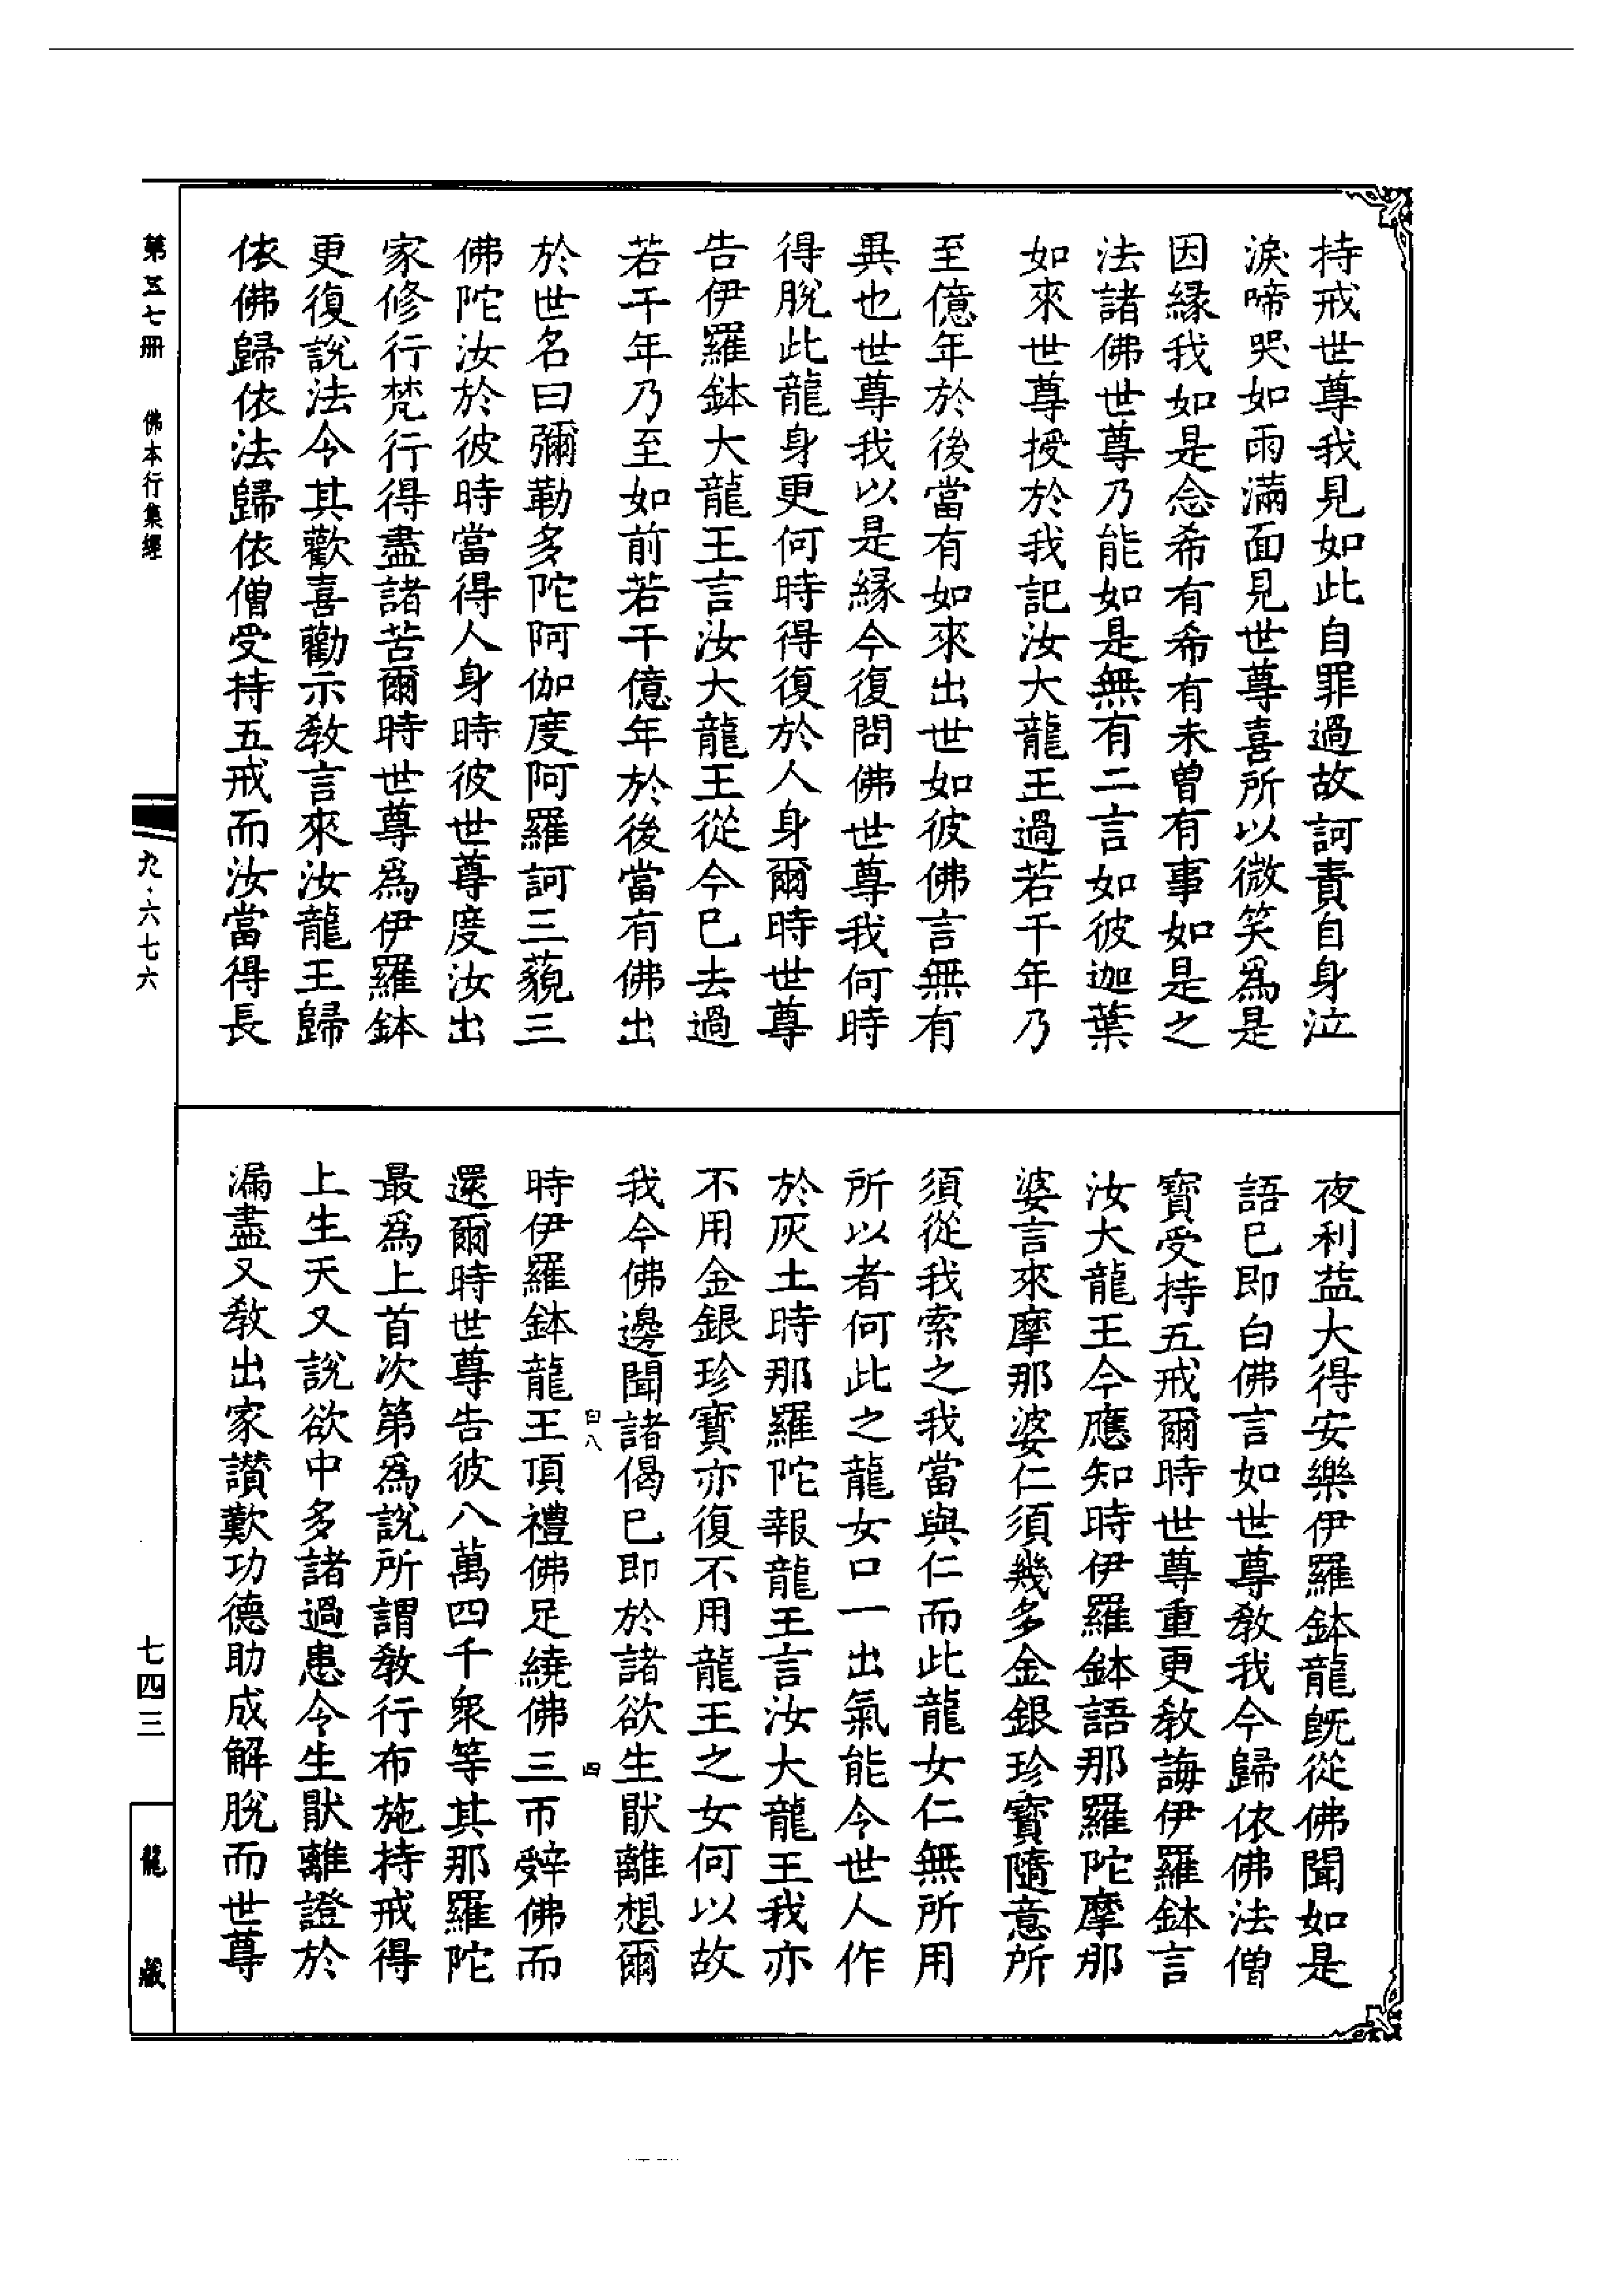 持戒世尊我見如此自罪過故訶責自身泣
淚啼哭如雨滿面見世尊喜所以微笑爲是
因緣我如是念希有希有未曾有事如是之
法諸佛世尊乃能如是無有二言如彼迦葉
如來世尊授於我記汝大龍王過若干年乃
至億年於後當有如來出世如彼佛言無有
異也世尊我以是緣今復問佛世尊我何時
得脫此龍身更何時得復於人身爾時世尊
告伊羅鉢大龍王言汝大龍王從今已去過
若干年乃至如前若干億年於後當有佛出
於世名曰彌勒多陀阿伽度阿羅訶三藐三
佛陀汝於彼時當得人身時彼世尊度汝出
家修行梵行得盡諸苦爾時世尊爲伊羅鉢
更復說法令其歡喜勸示教言來汝龍王歸
依佛歸依法歸依僧受持五戒而汝當得長
夜利益大得安樂伊羅鉢龍旣從佛聞如是
語已即白佛言如世尊教我今歸依佛法僧
寶受持五戒爾時世尊重更教誨伊羅鉢言
汝大龍王今應知時伊羅鉢語那羅陀摩那
婆言來摩那婆仁須幾多金銀珍寶隨意所
須從我索之我當與仁而此龍女仁無所用
所以者何此之龍女口一出氣能令世人作
於灰土時那羅陀報龍王言汝大龍王我亦
不用金銀珍寶亦復不用龍王之女何以故
我今佛邊聞諸偈已即於諸欲生厭離想爾
臼八
四
時伊羅鉢龍王頂禮佛足繞佛三帀辭佛而
還爾時世尊告彼八萬四千衆等其那羅陀
最爲上首次第爲說所謂教行布施持戒得
上生天又說欲中多諸過患令生厭離證於
漏盡又教出家讚歎功德助成解脫而世尊
第五七册
佛本行集經
九·六七六
七四三
龍藏